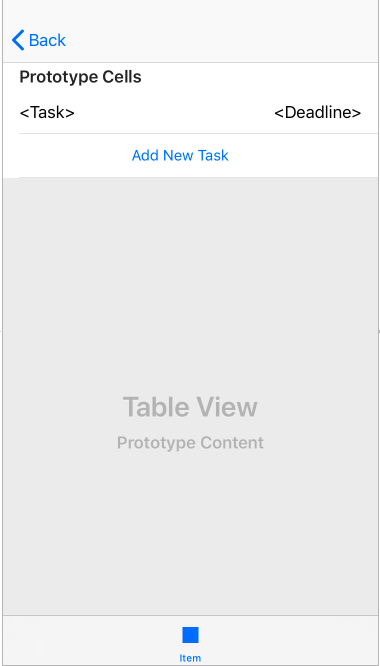 Back
Prototype Cells
<Task> <Deadline>
Add New Task
Table View
Prototype Content
Item